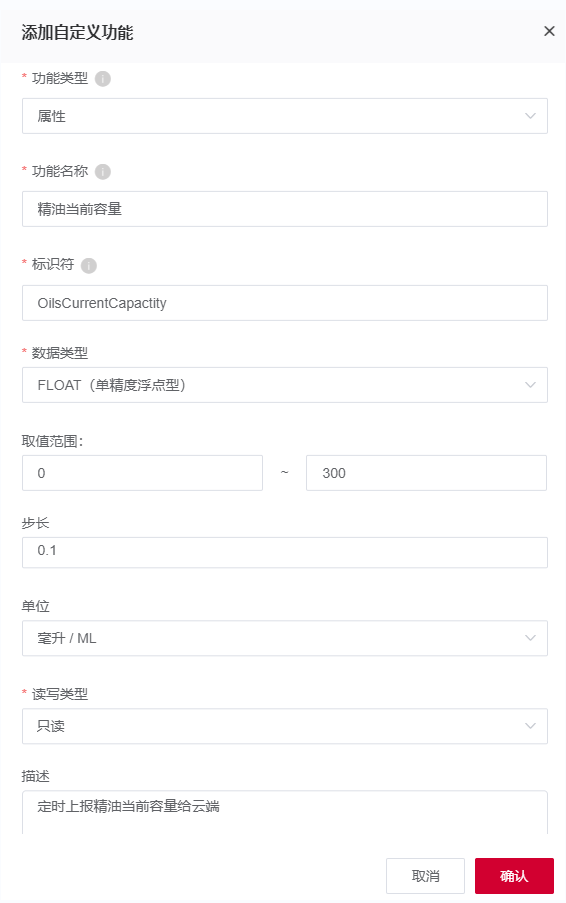 添加自定义功能
* 功能类型
属性
* 功能名称
精油当前容量
* 标识符
OilsCurrentCapactity
* 数据类型
FLOAT（单精度浮点型）
取值范围：
0 ~ 300
步长
0.1
单位
毫升 / ML
* 读写类型
只读
描述
定时上报精油当前容量给云端
取消 确认